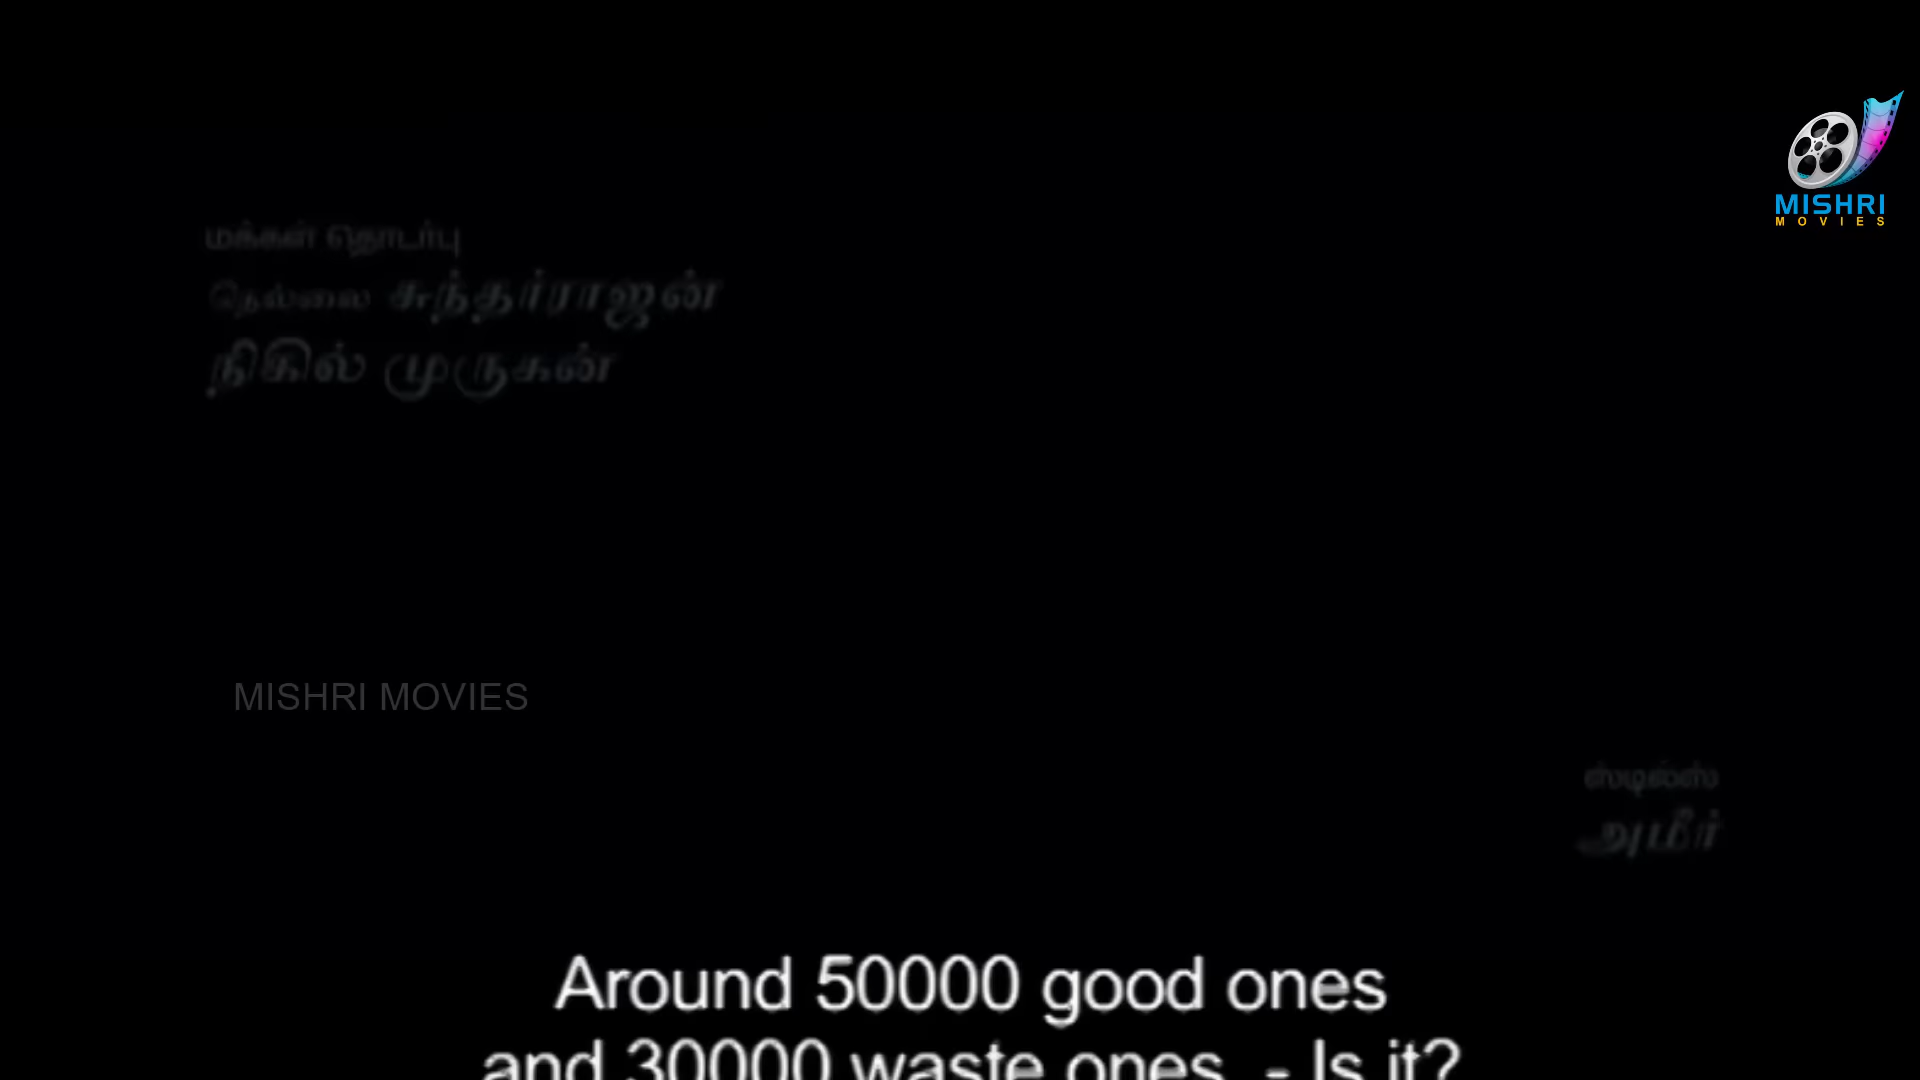 MISHRI
MOVIES
மக்கள் தொடர்பு
நெல்லை சுந்தர்ராஜன்
நிகில் முருகன்
MISHRI MOVIES
ஸ்டில்ஸ்
அமீர்
Around 50000 good ones
and 30000 waste ones. - Is it?